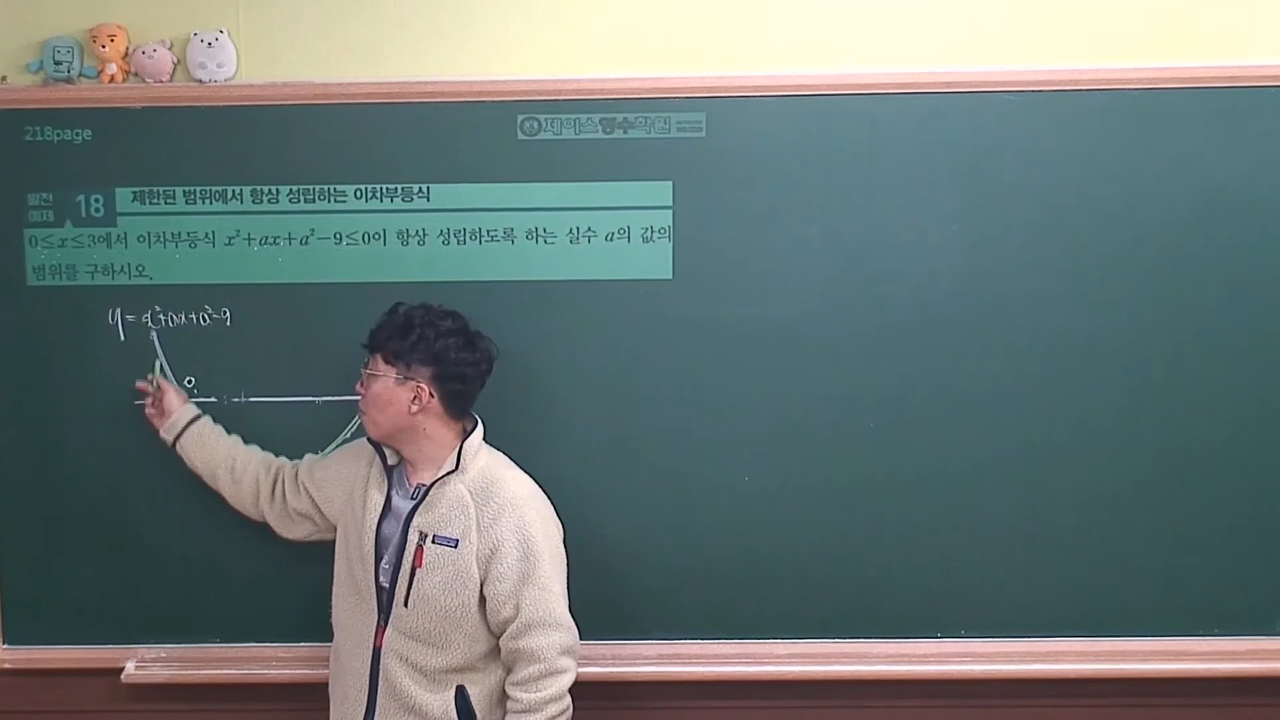 218page
제이스영수학원
발전
예제 18 제한된 범위에서 항상 성립하는 이차부등식
0≤x≤3에서 이차부등식 x²+ax+a²-9≤0이 항상 성립하도록 하는 실수 a의 값의
범위를 구하시오.
y=x²+ax+a²-9
0